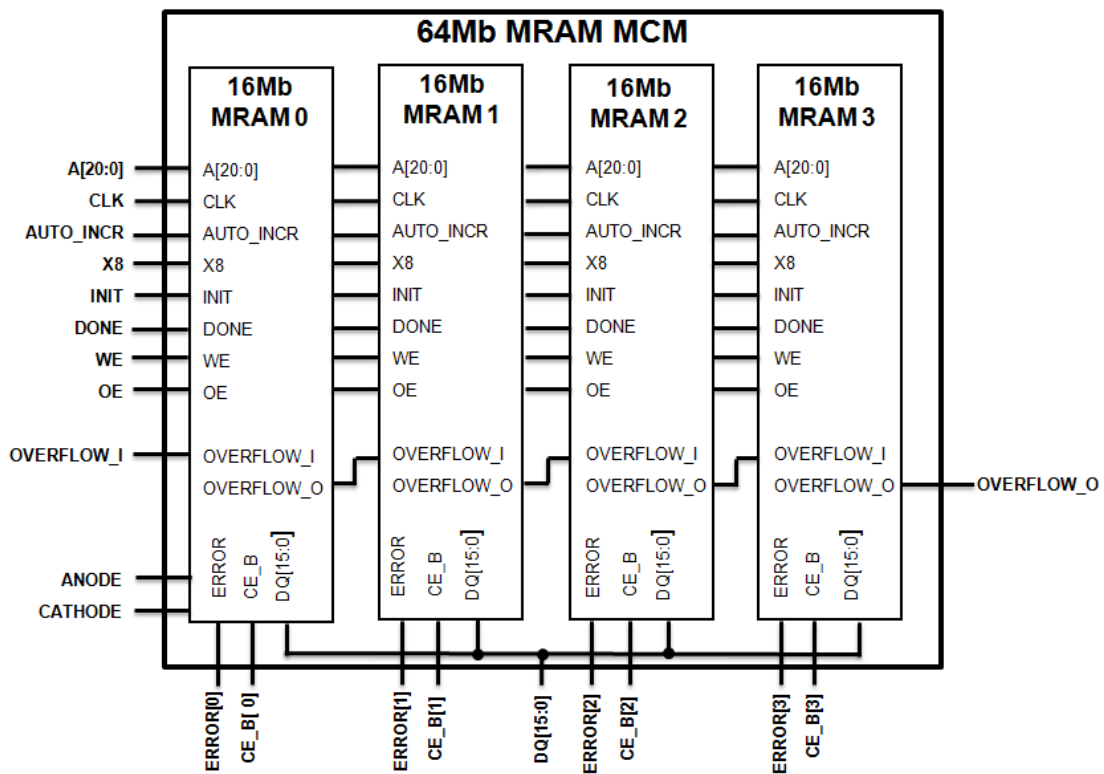 64Mb MRAM MCM
16Mb
MRAM 0
16Mb
MRAM 1
16Mb
MRAM 2
16Mb
MRAM 3
A[20:0]
CLK
AUTO_INCR
X8
INIT
DONE
WE
OE
OVERFLOW_I
ANODE
CATHODE
A[20:0]
CLK
AUTO_INCR
X8
INIT
DONE
WE
OE
OVERFLOW_I
OVERFLOW_O
ERROR
CE_B
DQ[15:0]
A[20:0]
CLK
AUTO_INCR
X8
INIT
DONE
WE
OE
OVERFLOW_I
OVERFLOW_O
ERROR
CE_B
DQ[15:0]
A[20:0]
CLK
AUTO_INCR
X8
INIT
DONE
WE
OE
OVERFLOW_I
OVERFLOW_O
ERROR
CE_B
DQ[15:0]
A[20:0]
CLK
AUTO_INCR
X8
INIT
DONE
WE
OE
OVERFLOW_I
OVERFLOW_O
ERROR
CE_B
DQ[15:0]
OVERFLOW_O
ERROR[0]
CE_B[ 0]
ERROR[1]
CE_B[1]
DQ[15:0]
ERROR[2]
CE_B[2]
ERROR[3]
CE_B[3]